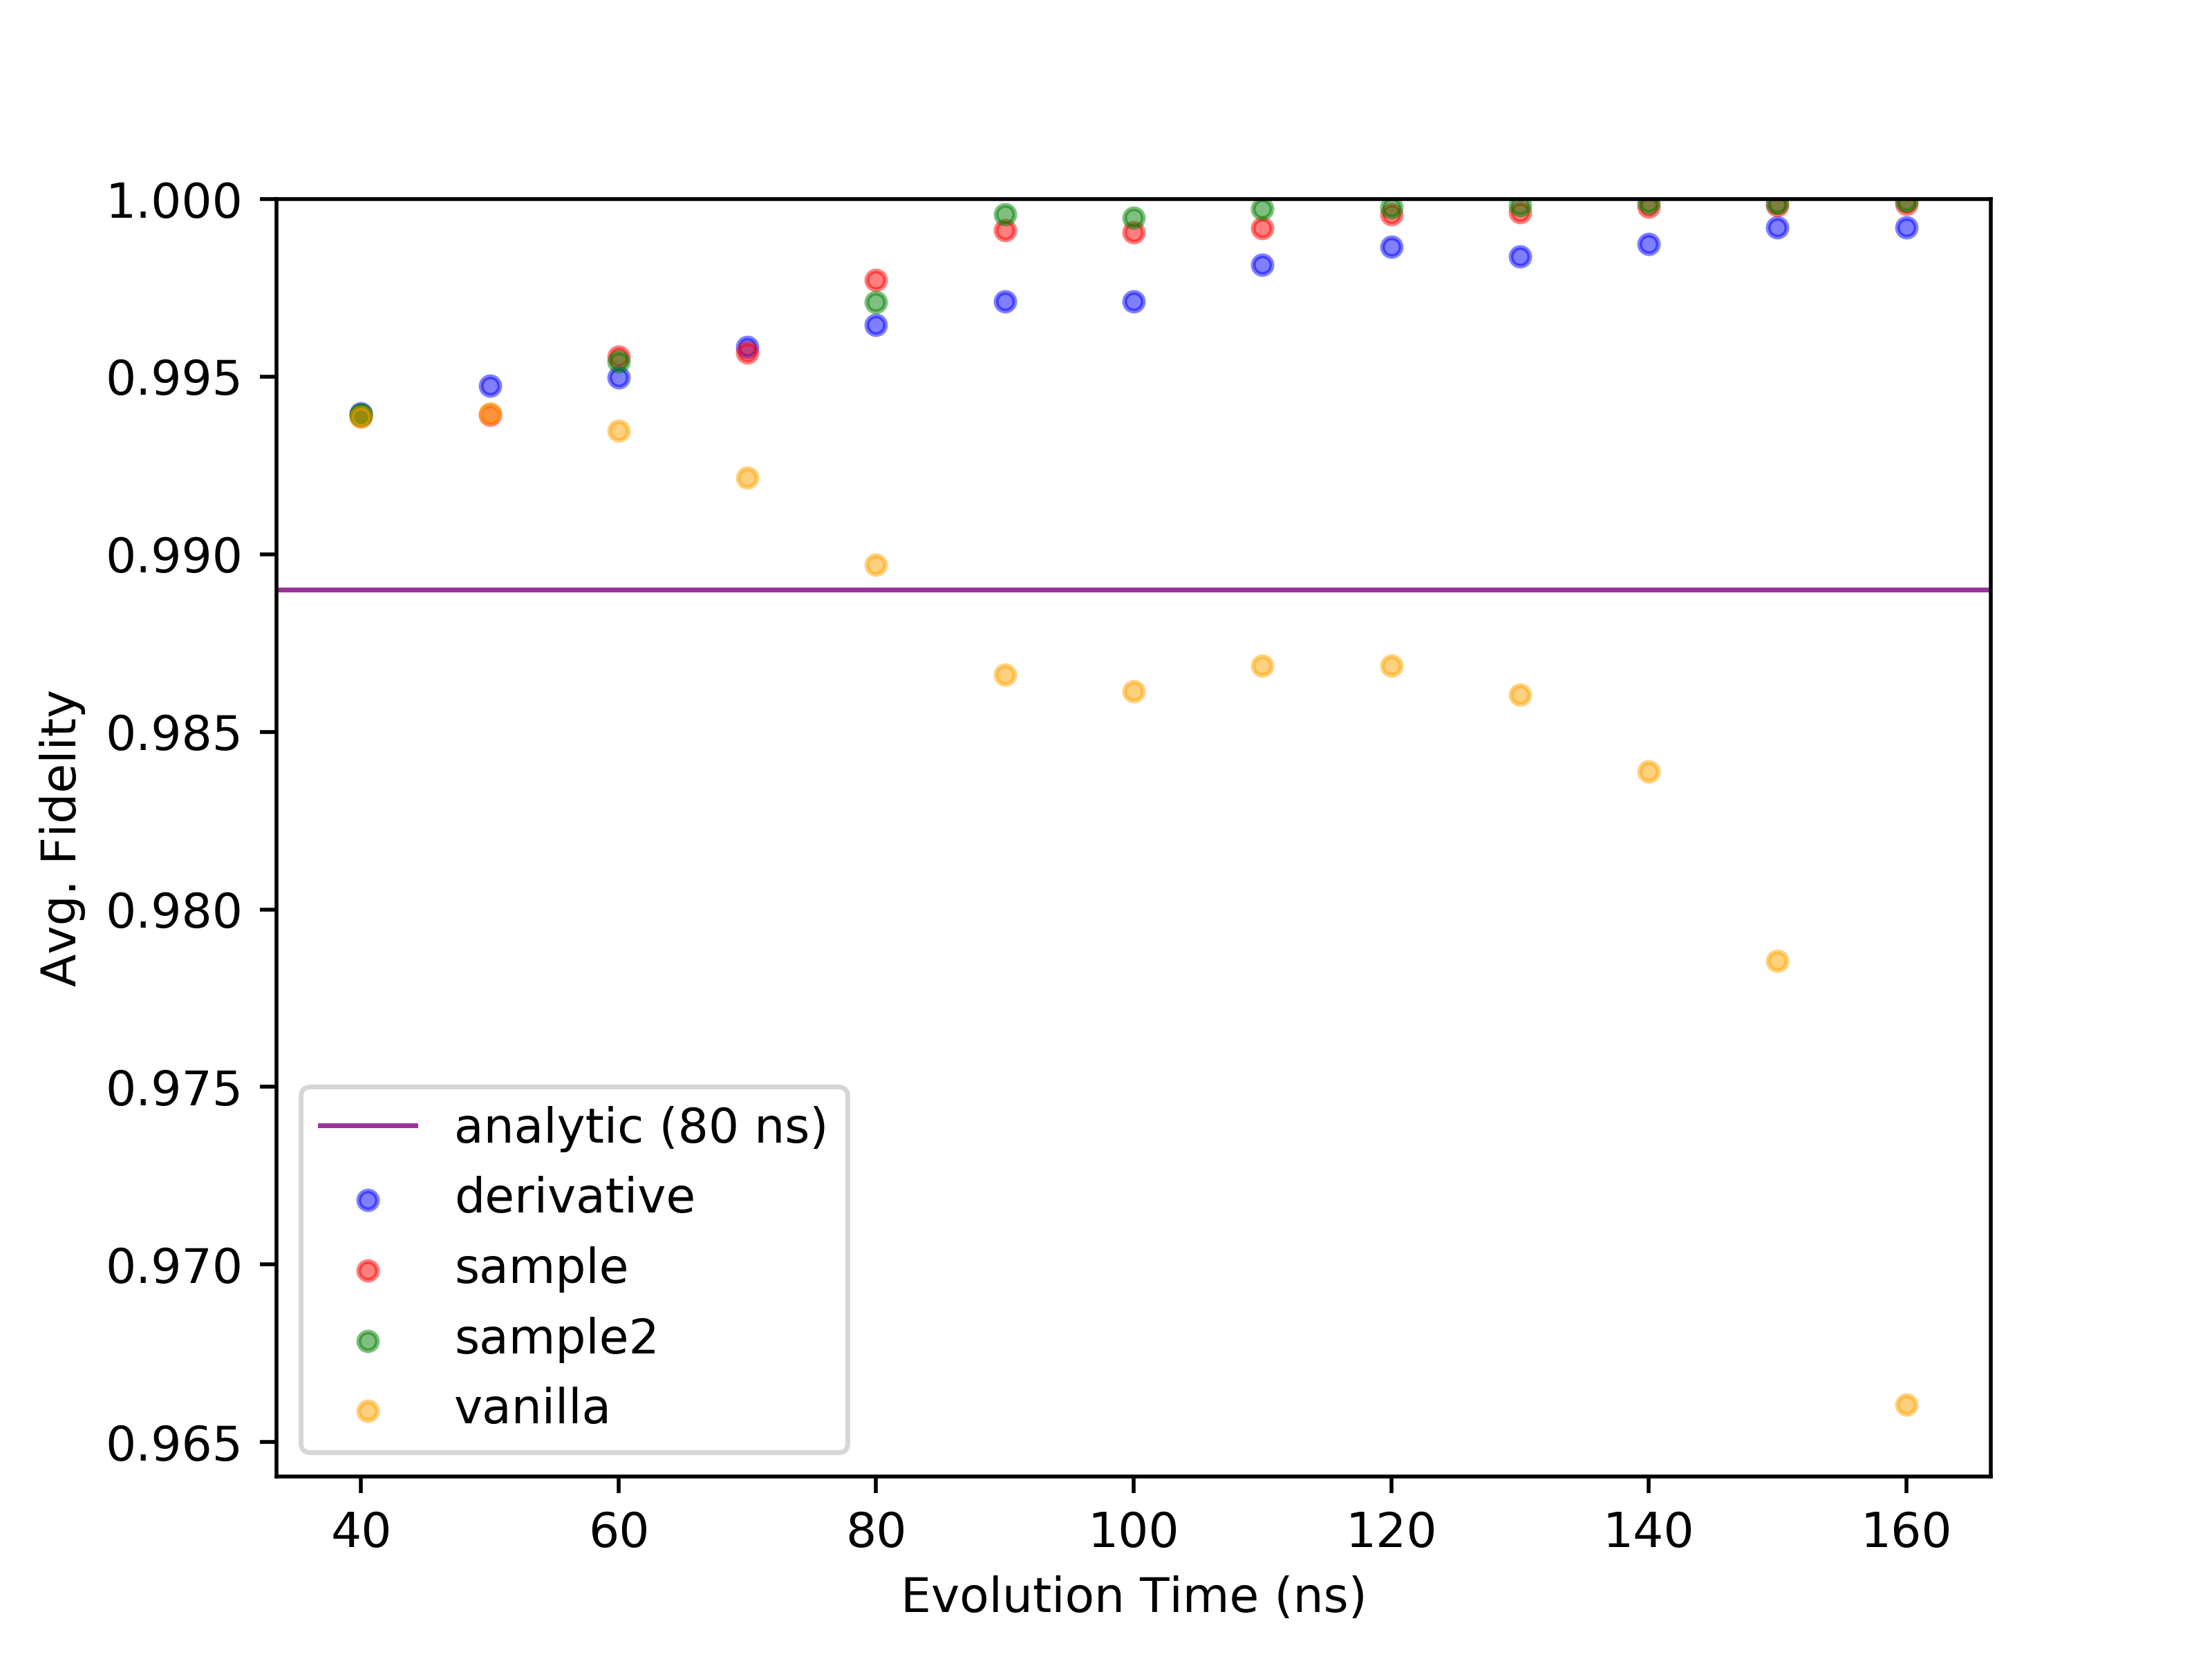 1.000
0.995
0.990
0.985
0.980
0.975
0.970
0.965
Avg. Fidelity
analytic (80 ns)
derivative
sample
sample2
vanilla
40 60 80 100 120 140 160
Evolution Time (ns)